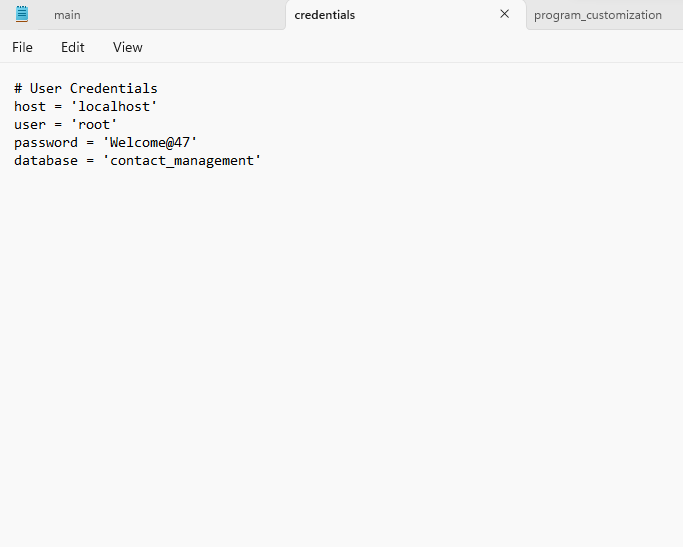 main
credentials
program_customization
File Edit View
# User Credentials
host = 'localhost'
user = 'root'
password = 'Welcome@47'
database = 'contact_management'